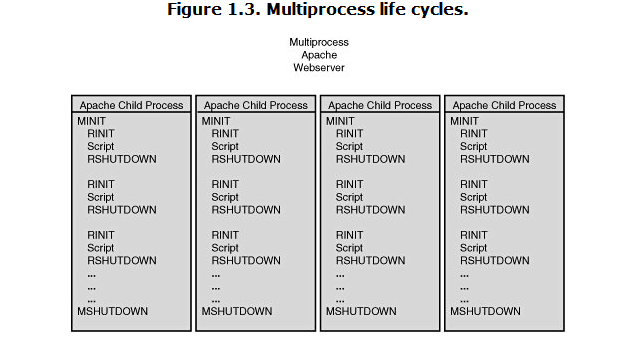 Figure 1.3. Multiprocess life cycles.
Multiprocess
Apache
Webserver
Apache Child Process
MINIT
RINIT
Script
RSHUTDOWN
RINIT
Script
RSHUTDOWN
RINIT
Script
RSHUTDOWN
...
...
...
MSHUTDOWN
Apache Child Process
MINIT
RINIT
Script
RSHUTDOWN
RINIT
Script
RSHUTDOWN
RINIT
Script
RSHUTDOWN
...
...
...
MSHUTDOWN
Apache Child Process
MINIT
RINIT
Script
RSHUTDOWN
RINIT
Script
RSHUTDOWN
RINIT
Script
RSHUTDOWN
...
...
...
MSHUTDOWN
Apache Child Process
MINIT
RINIT
Script
RSHUTDOWN
RINIT
Script
RSHUTDOWN
RINIT
Script
RSHUTDOWN
...
...
...
MSHUTDOWN